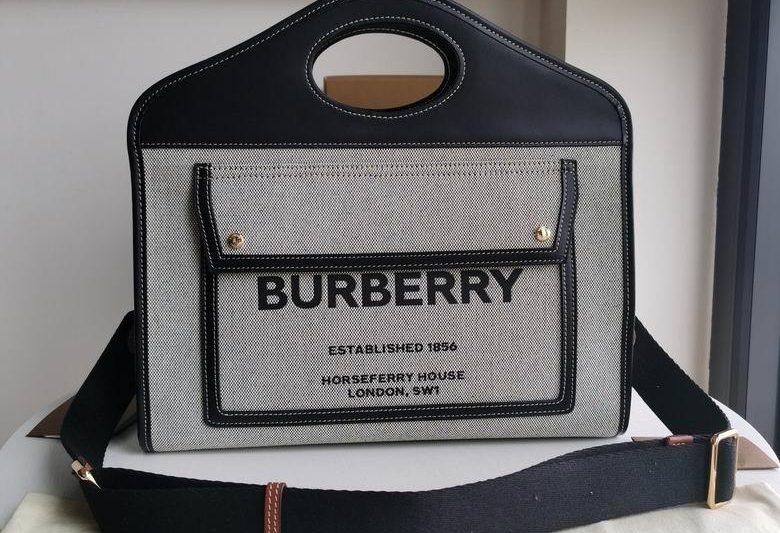 BURBERRY
ESTABLISHED 1856
HORSEFERRY HOUSE
LONDON, SW1